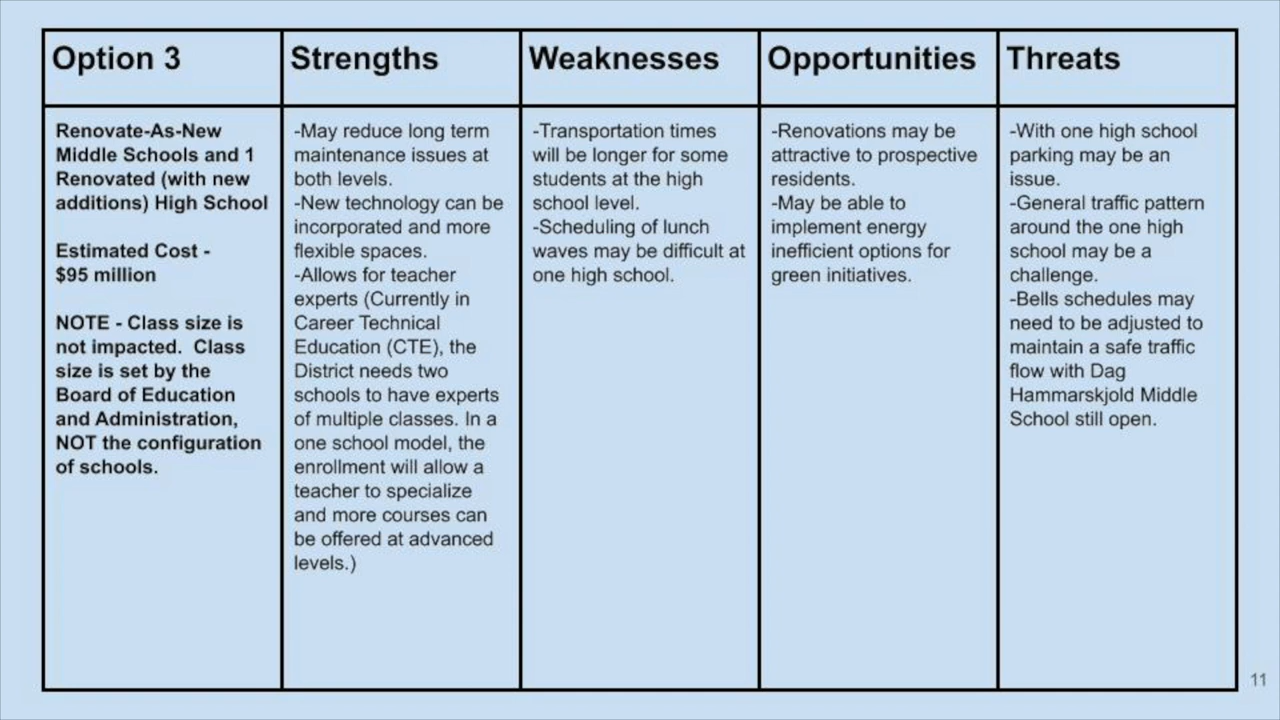 Option 3
Strengths
Weaknesses
Opportunities
Threats
Renovate-As-New
Middle Schools and 1
Renovated (with new
additions) High School
Estimated Cost -
$95 million
NOTE - Class size is
not impacted. Class
size is set by the
Board of Education
and Administration,
NOT the configuration
of schools.
-May reduce long term
maintenance issues at
both levels.
-New technology can be
incorporated and more
flexible spaces.
-Allows for teacher
experts (Currently in
Career Technical
Education (CTE), the
District needs two
schools to have experts
of multiple classes. In a
one school model, the
enrollment will allow a
teacher to specialize
and more courses can
be offered at advanced
levels.)
-Transportation times
will be longer for some
students at the high
school level.
-Scheduling of lunch
waves may be difficult at
one high school.
-Renovations may be
attractive to prospective
residents.
-May be able to
implement energy
inefficient options for
green initiatives.
-With one high school
parking may be an
issue.
-General traffic pattern
around the one high
school may be a
challenge.
-Bells schedules may
need to be adjusted to
maintain a safe traffic
flow with Dag
Hammarskjold Middle
School still open.
11